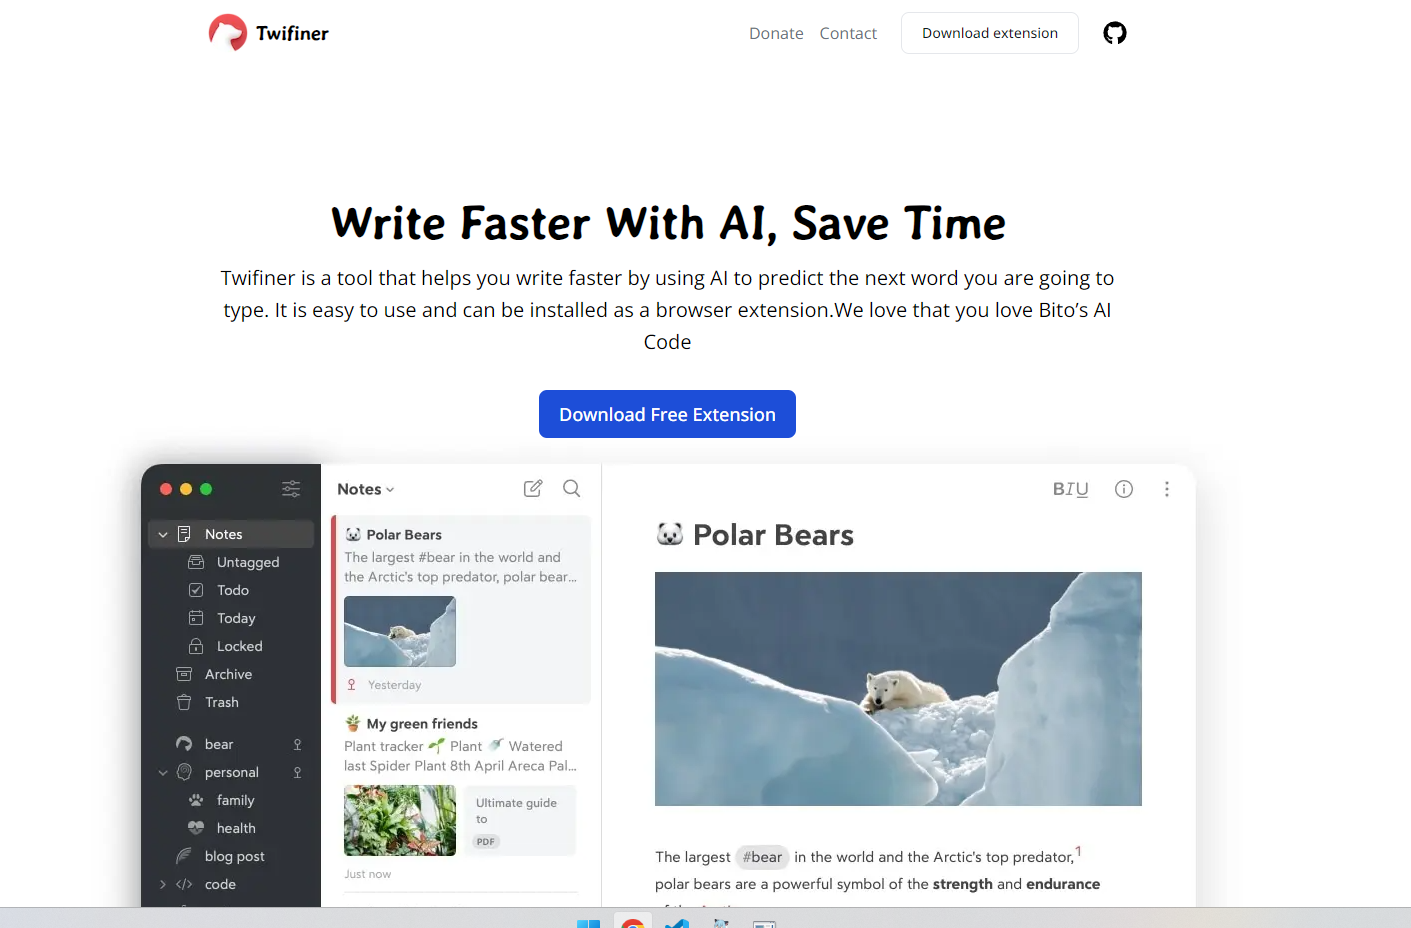 Twifiner
Donate
Contact
Download extension
Write Faster With AI, Save Time
Twifiner is a tool that helps you write faster by using AI to predict the next word you are going to
type. It is easy to use and can be installed as a browser extension.We love that you love Bito’s AI
Code
Download Free Extension
Notes
Untagged
Todo
Today
Locked
Archive
Trash
bear
personal
family
health
blog post
code
Notes
Polar Bears
The largest #bear in the world and
the Arctic's top predator, polar bear...
Yesterday
My green friends
Plant tracker 🌱 Plant 🚿 Watered
last Spider Plant 8th April Areca Pal...
Ultimate guide
to
PDF
Just now
BIU
Polar Bears
The largest #bear in the world and the Arctic's top predator,1
polar bears are a powerful symbol of the strength and endurance